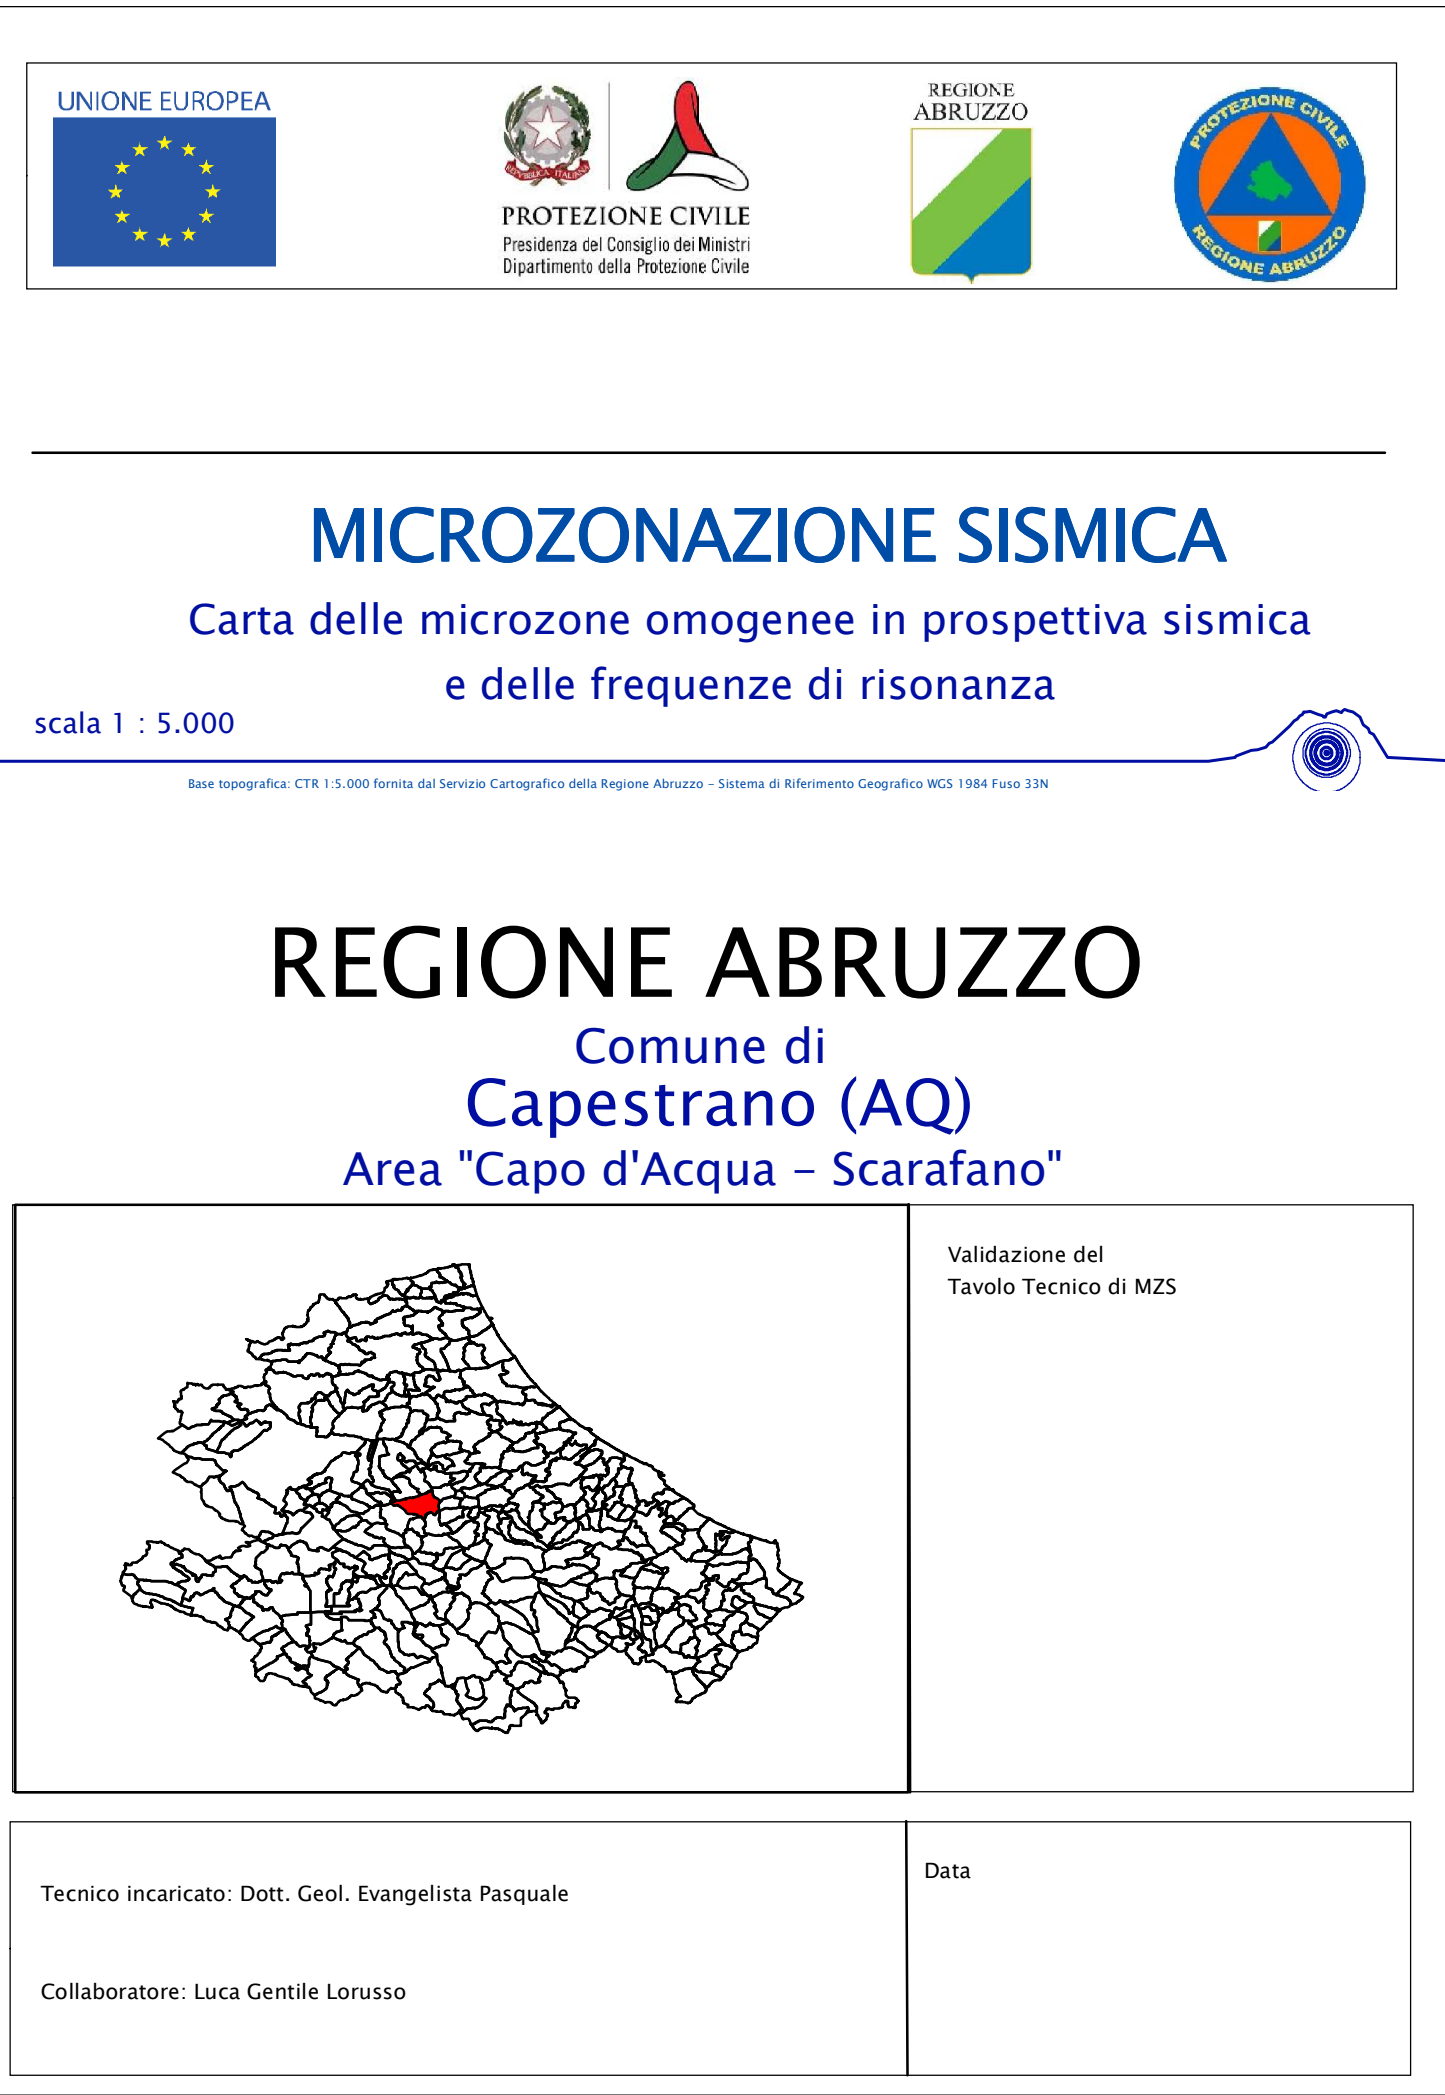 UNIONE EUROPEA
REPVBBLICA ITALIANA
PROTEZIONE CIVILE
Presidenza del Consiglio dei Ministri
Dipartimento della Protezione Civile
REGIONE
ABRUZZO
PROTEZIONE CIVILE
REGIONE ABRUZZO
MICROZONAZIONE SISMICA
Carta delle microzone omogenee in prospettiva sismica
e delle frequenze di risonanza
scala 1 : 5.000
Base topografica: CTR 1:5.000 fornita dal Servizio Cartografico della Regione Abruzzo – Sistema di Riferimento Geografico WGS 1984 Fuso 33N
REGIONE ABRUZZO
Comune di
Capestrano (AQ)
Area "Capo d'Acqua – Scarafano"
Validazione del
Tavolo Tecnico di MZS
Tecnico incaricato: Dott. Geol. Evangelista Pasquale
Data
Collaboratore: Luca Gentile Lorusso